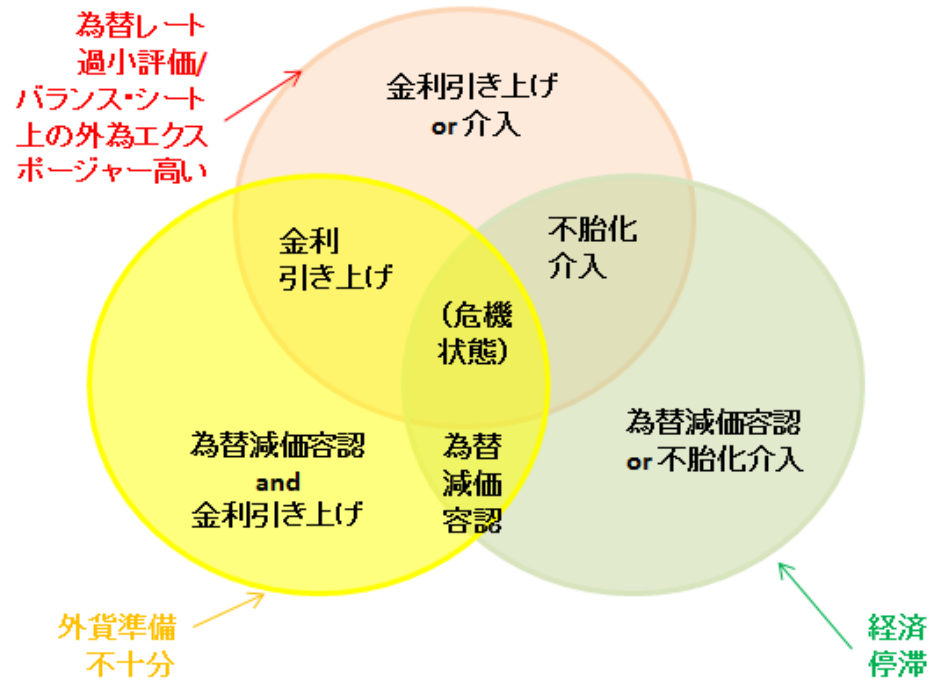 為替レート
過小評価/
バランス・シート
上の外為エクス
ポージャー高い
金利引き上げ
or 介入
金利
引き上げ
不胎化
介入
(危機
状態)
為替減価容認
and
金利引き上げ
為替
減価
容認
為替減価容認
or 不胎化介入
外貨準備
不十分
経済
停滞